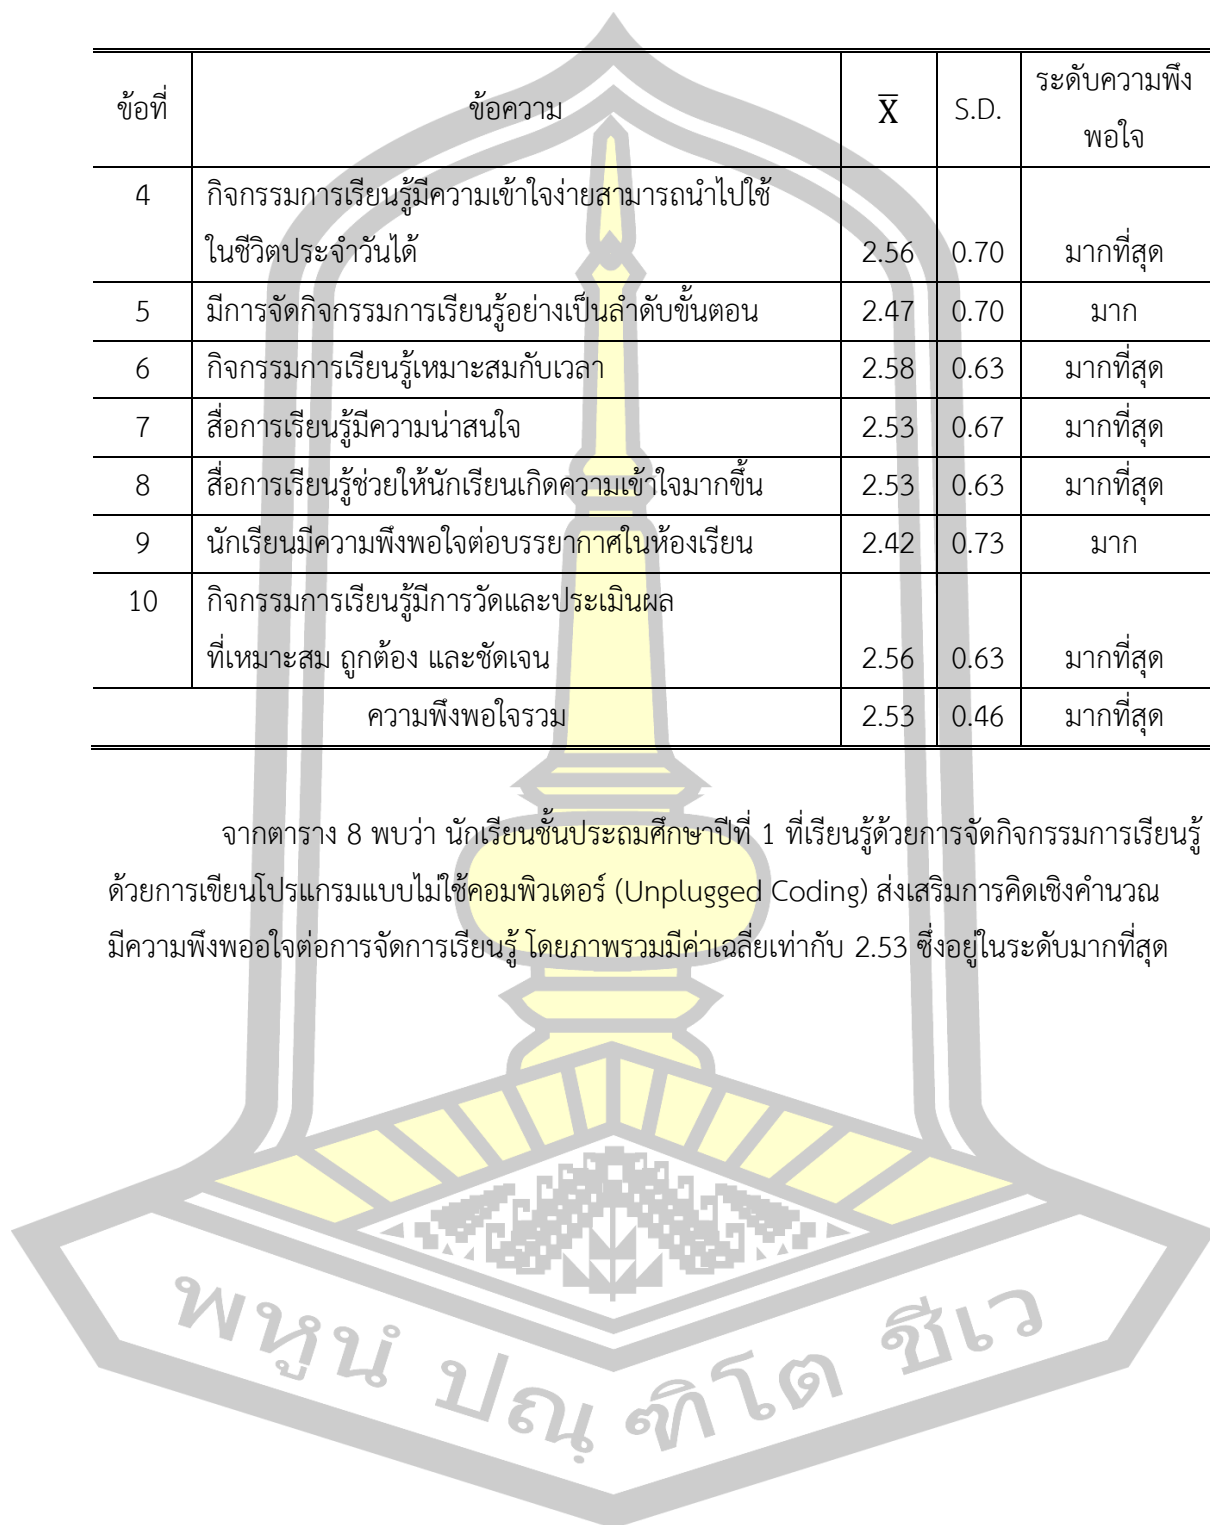 ข้อที่ ข้อความ X̅ S.D. ระดับความพึง
พอใจ
4 กิจกรรมการเรียนรู้มีความเข้าใจง่ายสามารถนำไปใช้
ในชีวิตประจำวันได้ 2.56 0.70 มากที่สุด
5 มีการจัดกิจกรรมการเรียนรู้อย่างเป็นลำดับขั้นตอน 2.47 0.70 มาก
6 กิจกรรมการเรียนรู้เหมาะสมกับเวลา 2.58 0.63 มากที่สุด
7 สื่อการเรียนรู้มีความน่าสนใจ 2.53 0.67 มากที่สุด
8 สื่อการเรียนรู้ช่วยให้นักเรียนเกิดความเข้าใจมากขึ้น 2.53 0.63 มากที่สุด
9 นักเรียนมีความพึงพอใจต่อบรรยากาศในห้องเรียน 2.42 0.73 มาก
10 กิจกรรมการเรียนรู้มีการวัดและประเมินผล
ที่เหมาะสม ถูกต้อง และชัดเจน 2.56 0.63 มากที่สุด
ความพึงพอใจรวม 2.53 0.46 มากที่สุด
จากตาราง 8 พบว่า นักเรียนชั้นประถมศึกษาปีที่ 1 ที่เรียนรู้ด้วยการจัดกิจกรรมการเรียนรู้
ด้วยการเขียนโปรแกรมแบบไม่ใช้คอมพิวเตอร์ (Unplugged Coding) ส่งเสริมการคิดเชิงคำนวณ
มีความพึงพออใจต่อการจัดการเรียนรู้ โดยภาพรวมมีค่าเฉลี่ยเท่ากับ 2.53 ซึ่งอยู่ในระดับมากที่สุด
พหูนํ ปณฺฑิโต ชีเว